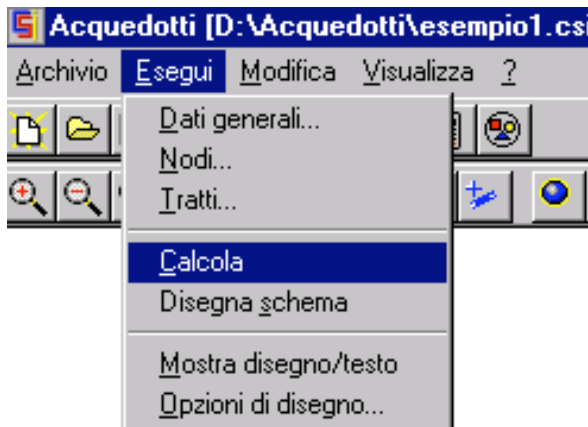 Acquedotti [D:\Acquedotti\esempio1.cs
Archivio Esegui Modifica Visualizza ?
Dati generali...
Nodi...
Tratti...
Calcola
Disegna schema
Mostra disegno/testo
Opzioni di disegno...